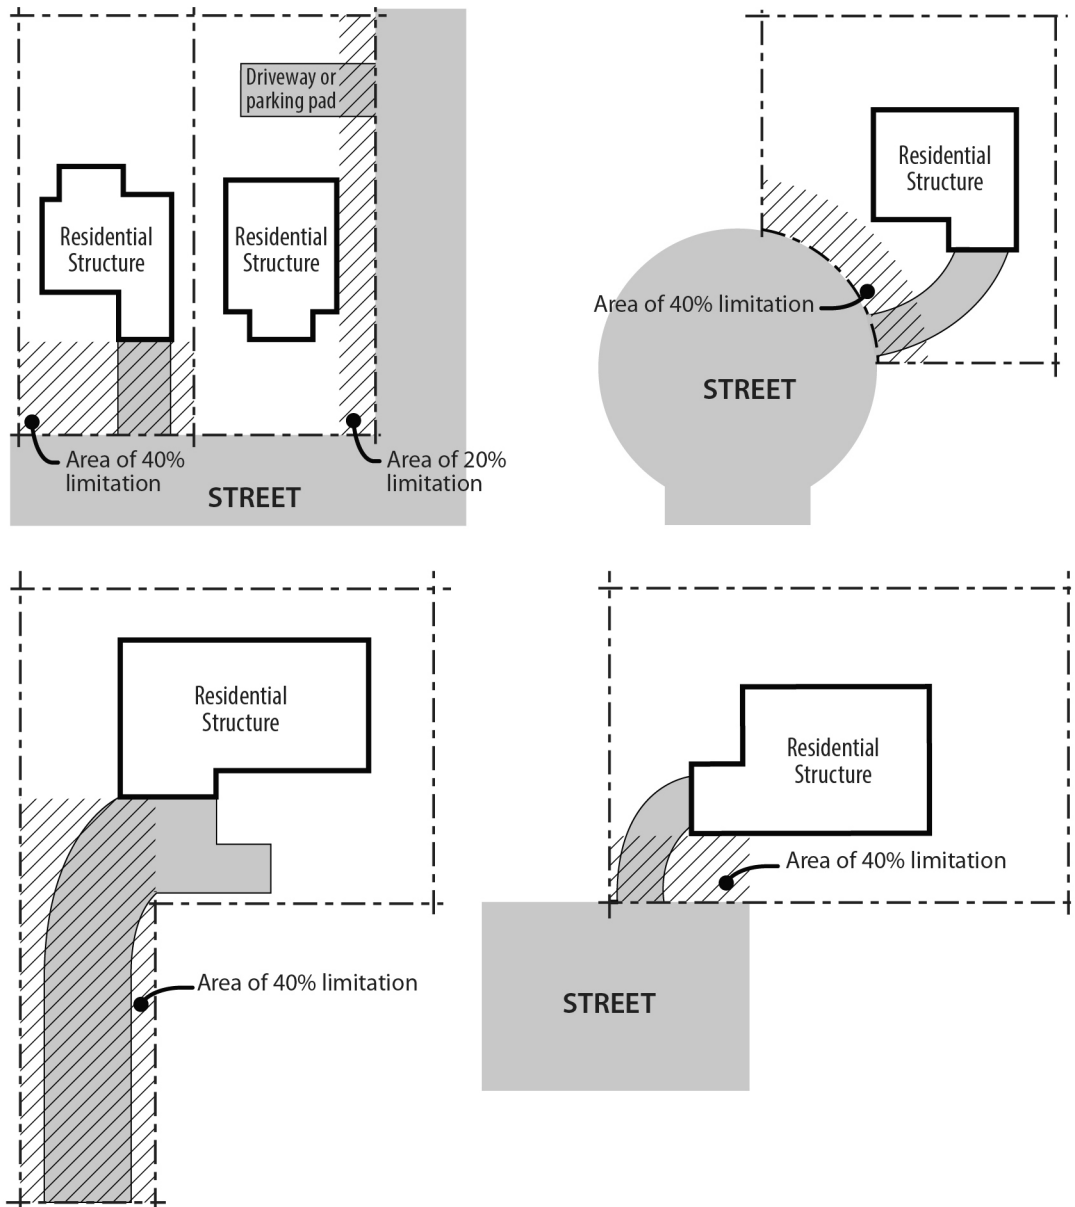 Driveway or
parking pad
Residential
Structure
Residential
Structure
Area of 40%
limitation
Area of 20%
limitation
STREET
Residential
Structure
Area of 40% limitation
STREET
Residential
Structure
Area of 40% limitation
Residential
Structure
Area of 40% limitation
STREET